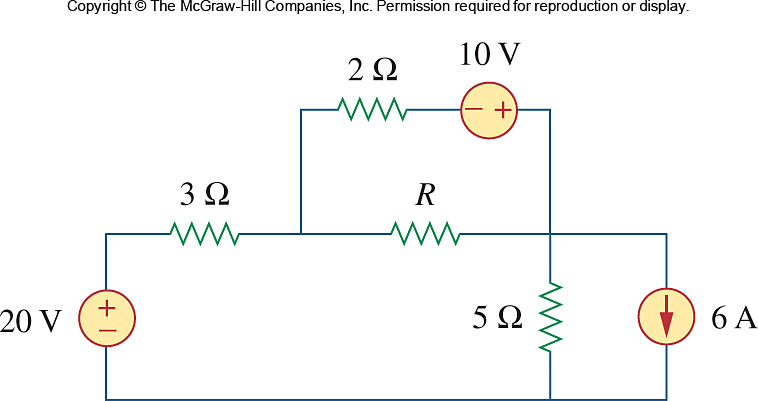 Copyright © The McGraw-Hill Companies, Inc. Permission required for reproduction or display.
10 V
2 Ω
− +
3 Ω
R
+
−
20 V
5 Ω
6 A